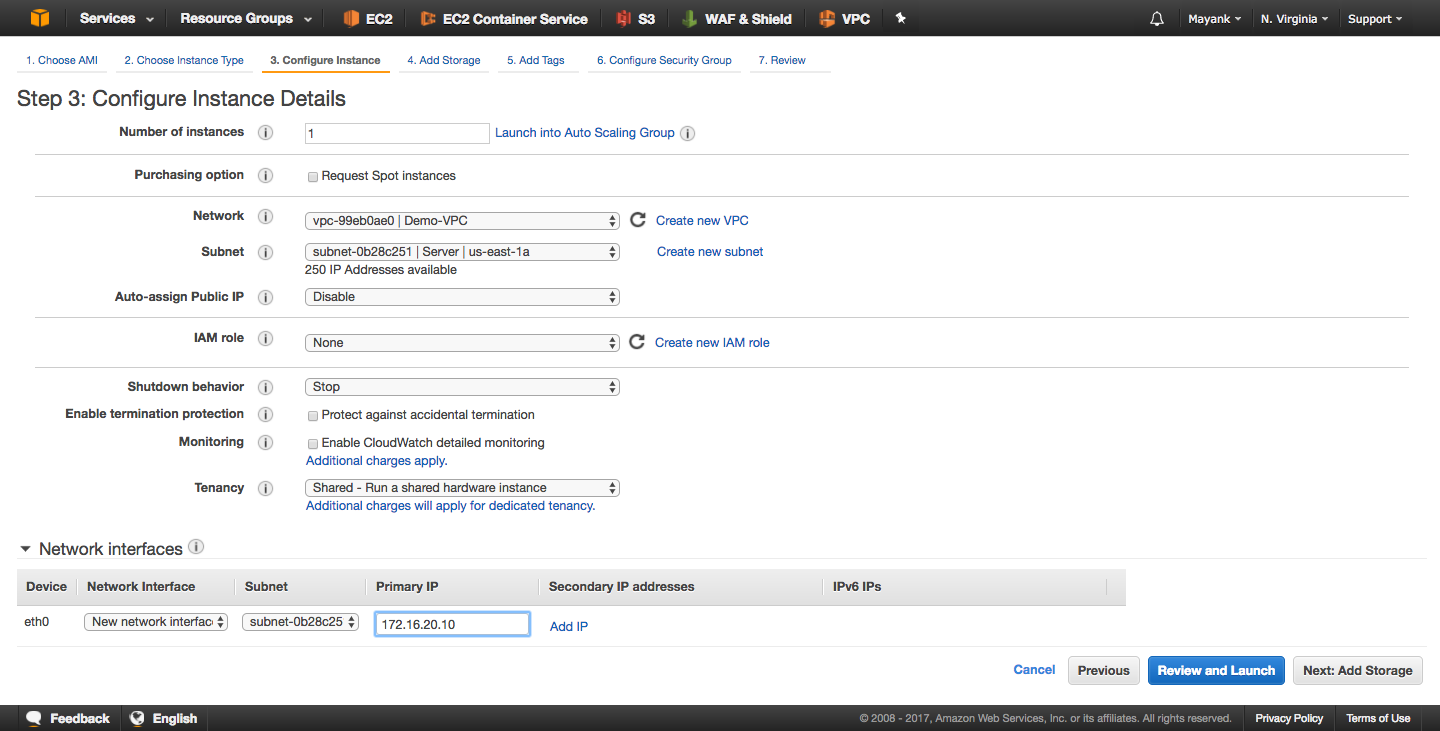 Services Resource Groups EC2 EC2 Container Service S3 WAF & Shield VPC Mayank N. Virginia Support
1. Choose AMI 2. Choose Instance Type 3. Configure Instance 4. Add Storage 5. Add Tags 6. Configure Security Group 7. Review
Step 3: Configure Instance Details
Number of instances i 1 Launch into Auto Scaling Group i
Purchasing option i Request Spot instances
Network i vpc-99eb0ae0 | Demo-VPC Create new VPC
Subnet i subnet-0b28c251 | Server | us-east-1a Create new subnet
250 IP Addresses available
Auto-assign Public IP i Disable
IAM role i None Create new IAM role
Shutdown behavior i Stop
Enable termination protection i Protect against accidental termination
Monitoring i Enable CloudWatch detailed monitoring
Additional charges apply.
Tenancy i Shared - Run a shared hardware instance
Additional charges will apply for dedicated tenancy.
Network interfaces i
Device Network Interface Subnet Primary IP Secondary IP addresses IPv6 IPs
eth0 New network interfac subnet-0b28c25 172.16.20.10 Add IP
Cancel Previous Review and Launch Next: Add Storage
Feedback English © 2008 - 2017, Amazon Web Services, Inc. or its affiliates. All rights reserved. Privacy Policy Terms of Use